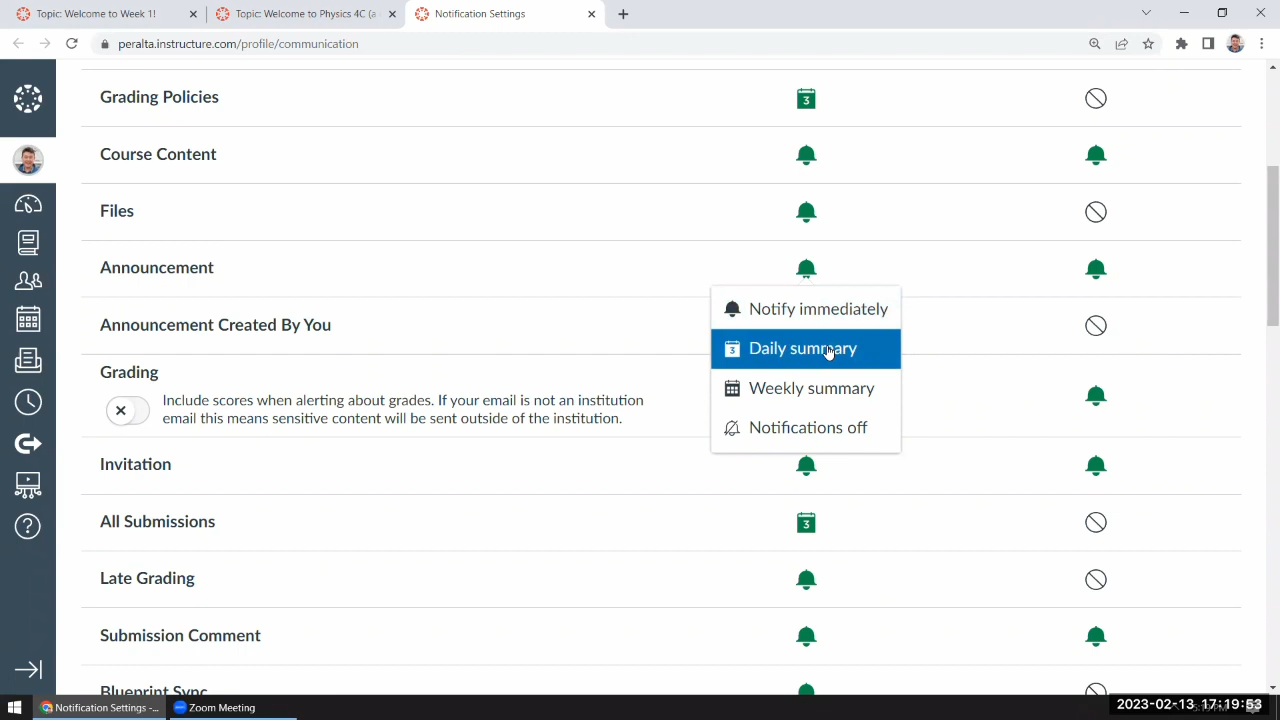 Topic: Welcome to Week 1!
Topic: Welcome to Physics 4C (a
Notification Settings
peralta.instructure.com/profile/communication
Grading Policies
3
Course Content
Files
Announcement
Notify immediately
Announcement Created By You
3 Daily summary
Grading
Weekly summary
Include scores when alerting about grades. If your email is not an institution
email this means sensitive content will be sent outside of the institution.
Notifications off
Invitation
All Submissions
3
Late Grading
Submission Comment
Blueprint Sync
Notification Settings -...
Zoom Meeting
2023-02-13 17:19:53